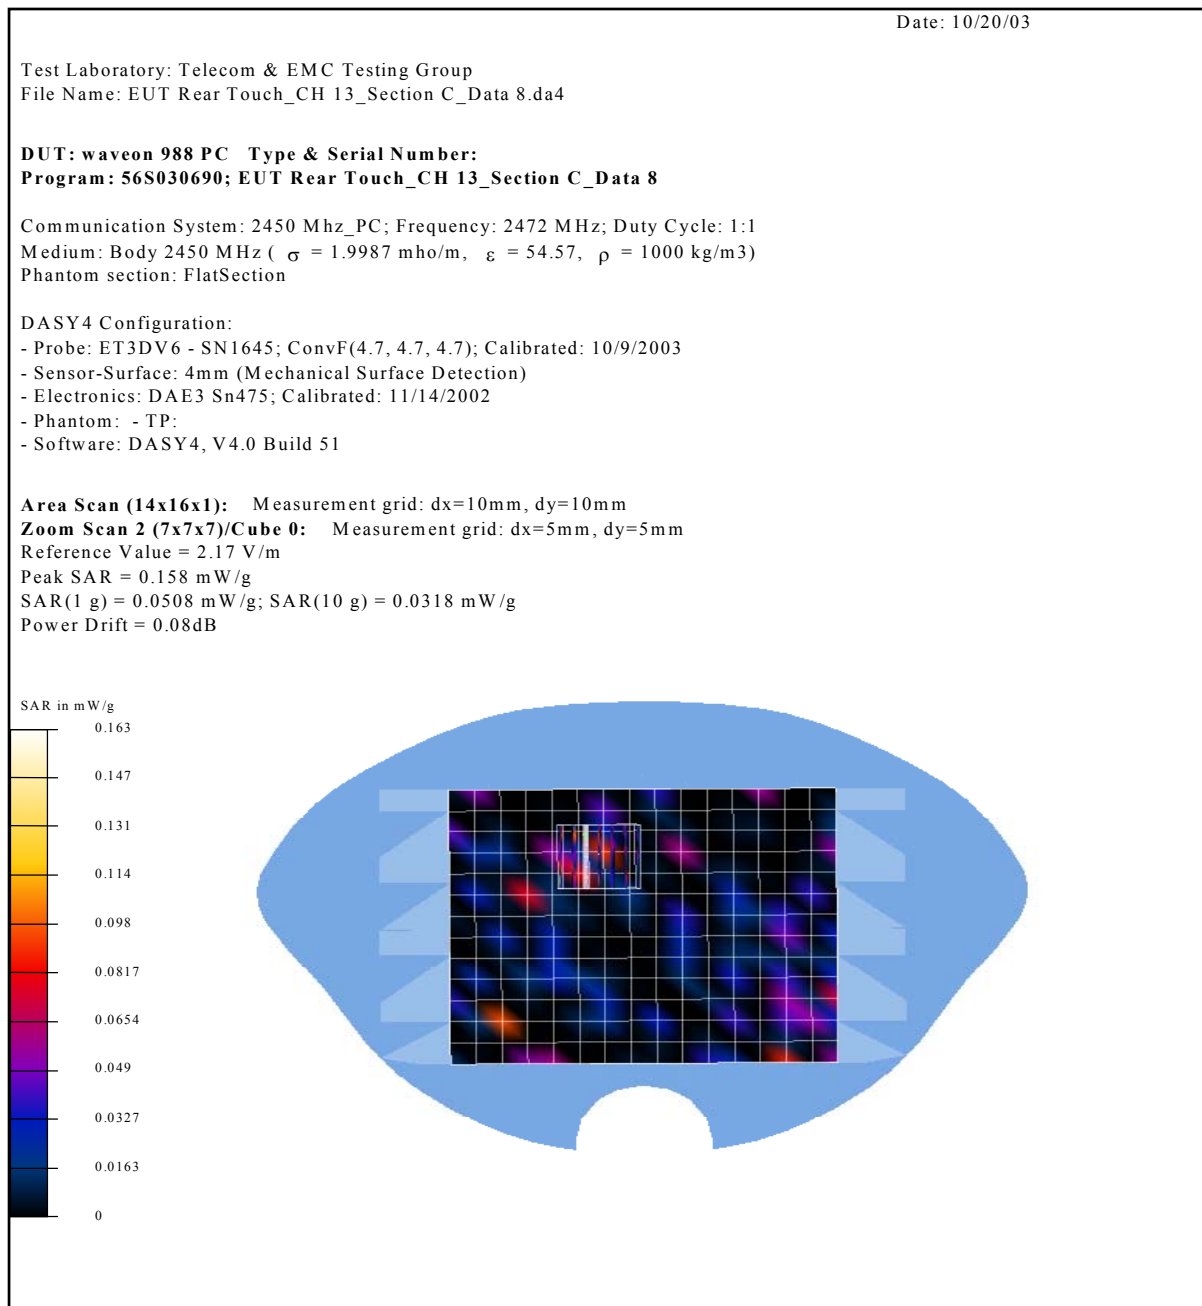 Date: 10/20/03
Test Laboratory: Telecom & EMC Testing Group
File Name: EUT Rear Touch_CH 13_Section C_Data 8.da4
DUT: waveon 988 PC Type & Serial Number:
Program: 56S030690; EUT Rear Touch_CH 13_Section C_Data 8
Communication System: 2450 Mhz_PC; Frequency: 2472 MHz; Duty Cycle: 1:1
Medium: Body 2450 MHz ( σ = 1.9987 mho/m, ε = 54.57, ρ = 1000 kg/m3)
Phantom section: FlatSection
DASY4 Configuration:
- Probe: ET3DV6 - SN1645; ConvF(4.7, 4.7, 4.7); Calibrated: 10/9/2003
- Sensor-Surface: 4mm (Mechanical Surface Detection)
- Electronics: DAE3 Sn475; Calibrated: 11/14/2002
- Phantom: - TP:
- Software: DASY4, V4.0 Build 51
Area Scan (14x16x1): Measurement grid: dx=10mm, dy=10mm
Zoom Scan 2 (7x7x7)/Cube 0: Measurement grid: dx=5mm, dy=5mm
Reference Value = 2.17 V/m
Peak SAR = 0.158 mW/g
SAR(1 g) = 0.0508 mW/g; SAR(10 g) = 0.0318 mW/g
Power Drift = 0.08dB
SAR in mW/g
0.163
0.147
0.131
0.114
0.098
0.0817
0.0654
0.049
0.0327
0.0163
0